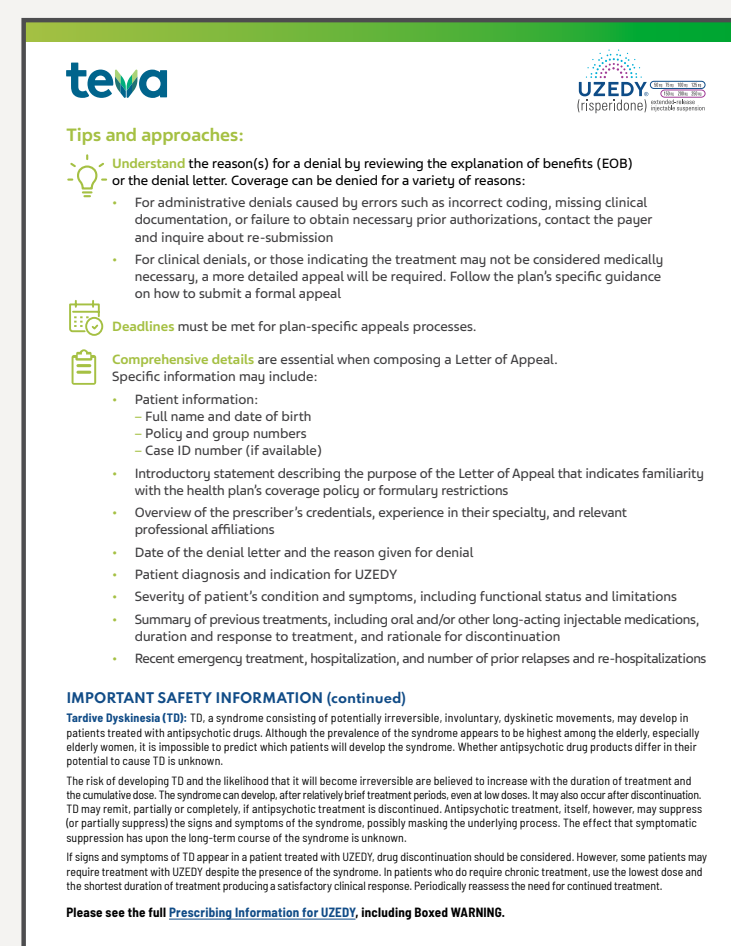 teva
UZEDY®
(risperidone) extended-release
injectable suspension
Tips and approaches:
Understand the reason(s) for a denial by reviewing the explanation of benefits (EOB)
or the denial letter. Coverage can be denied for a variety of reasons:
• For administrative denials caused by errors such as incorrect coding, missing clinical
documentation, or failure to obtain necessary prior authorizations, contact the payer
and inquire about re-submission
• For clinical denials, or those indicating the treatment may not be considered medically
necessary, a more detailed appeal will be required. Follow the plan's specific guidance
on how to submit a formal appeal
Deadlines must be met for plan-specific appeals processes.
Comprehensive details are essential when composing a Letter of Appeal.
Specific information may include:
• Patient information:
– Full name and date of birth
– Policy and group numbers
– Case ID number (if available)
• Introductory statement describing the purpose of the Letter of Appeal that indicates familiarity
with the health plan's coverage policy or formulary restrictions
• Overview of the prescriber's credentials, experience in their specialty, and relevant
professional affiliations
• Date of the denial letter and the reason given for denial
• Patient diagnosis and indication for UZEDY
• Severity of patient's condition and symptoms, including functional status and limitations
• Summary of previous treatments, including oral and/or other long-acting injectable medications,
duration and response to treatment, and rationale for discontinuation
• Recent emergency treatment, hospitalization, and number of prior relapses and re-hospitalizations
IMPORTANT SAFETY INFORMATION (continued)
Tardive Dyskinesia (TD): TD, a syndrome consisting of potentially irreversible, involuntary, dyskinetic movements, may develop in
patients treated with antipsychotic drugs. Although the prevalence of the syndrome appears to be highest among the elderly, especially
elderly women, it is impossible to predict which patients will develop the syndrome. Whether antipsychotic drug products differ in their
potential to cause TD is unknown.
The risk of developing TD and the likelihood that it will become irreversible are believed to increase with the duration of treatment and
the cumulative dose. The syndrome can develop, after relatively brief treatment periods, even at low doses. It may also occur after discontinuation.
TD may remit, partially or completely, if antipsychotic treatment is discontinued. Antipsychotic treatment, itself, however, may suppress
(or partially suppress) the signs and symptoms of the syndrome, possibly masking the underlying process. The effect that symptomatic
suppression has upon the long-term course of the syndrome is unknown.
If signs and symptoms of TD appear in a patient treated with UZEDY, drug discontinuation should be considered. However, some patients may
require treatment with UZEDY despite the presence of the syndrome. In patients who do require chronic treatment, use the lowest dose and
the shortest duration of treatment producing a satisfactory clinical response. Periodically reassess the need for continued treatment.
Please see the full Prescribing Information for UZEDY, including Boxed WARNING.